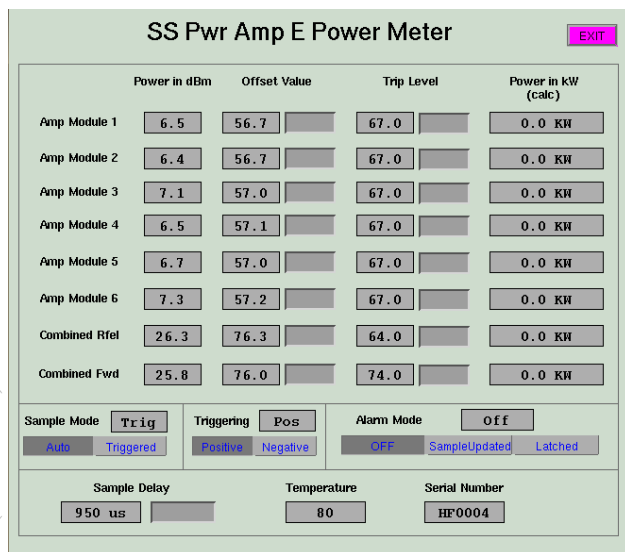 SS Pwr Amp E Power Meter
EXIT
Power in dBm Offset Value Trip Level Power in kW
(calc)
Amp Module 1 6.5 56.7 67.0 0.0 KW
Amp Module 2 6.4 56.7 67.0 0.0 KW
Amp Module 3 7.1 57.0 67.0 0.0 KW
Amp Module 4 6.5 57.1 67.0 0.0 KW
Amp Module 5 6.7 57.0 67.0 0.0 KW
Amp Module 6 7.3 57.2 67.0 0.0 KW
Combined Rfel 26.3 76.3 64.0 0.0 KW
Combined Fwd 25.8 76.0 74.0 0.0 KW
Sample Mode Trig Triggering Pos Alarm Mode Off
Auto Triggered Positive Negative OFF SampleUpdated Latched
Sample Delay Temperature Serial Number
950 us 80 HF0004